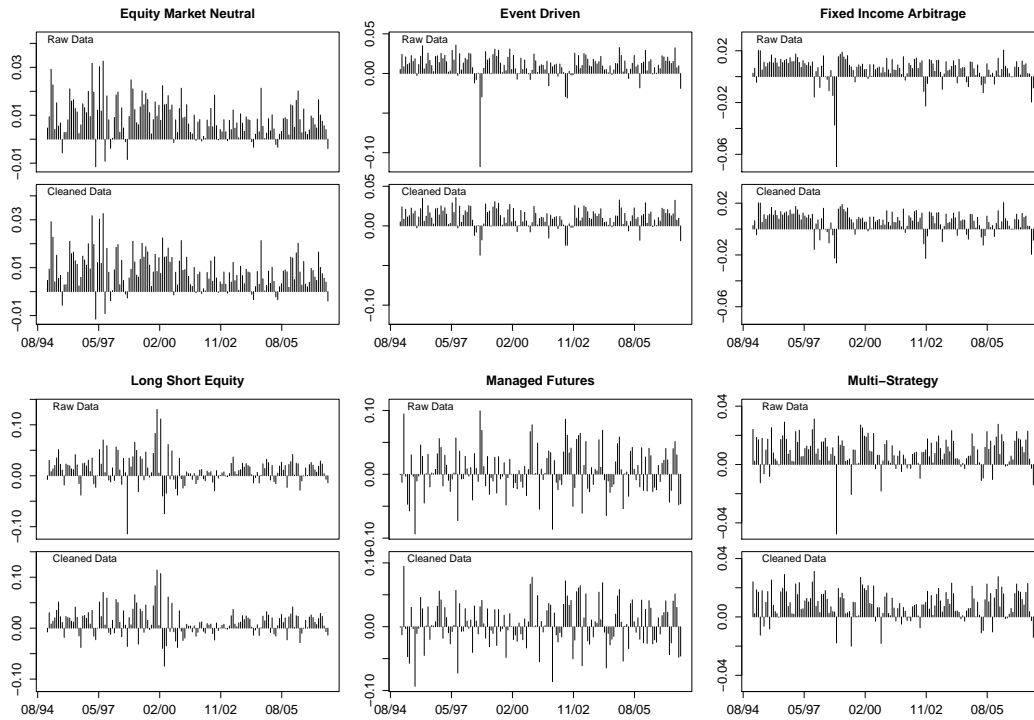 Equity Market Neutral
Event Driven
Fixed Income Arbitrage
Raw Data
Raw Data
Raw Data
0.03
0.01
−0.01
0.05
0.00
−0.10
0.02
−0.02
−0.06
Cleaned Data
Cleaned Data
Cleaned Data
0.03
0.01
−0.01
0.05
0.00
−0.10
0.02
−0.02
−0.06
08/94 05/97 02/00 11/02 08/05
08/94 05/97 02/00 11/02 08/05
08/94 05/97 02/00 11/02 08/05
Long Short Equity
Managed Futures
Multi−Strategy
Raw Data
Raw Data
Raw Data
0.10
0.00
−0.10
0.10
0.00
−0.10
0.04
0.00
−0.04
Cleaned Data
Cleaned Data
Cleaned Data
0.10
0.00
−0.10
0.10
0.00
−0.10
0.04
0.00
−0.04
08/94 05/97 02/00 11/02 08/05
08/94 05/97 02/00 11/02 08/05
08/94 05/97 02/00 11/02 08/05